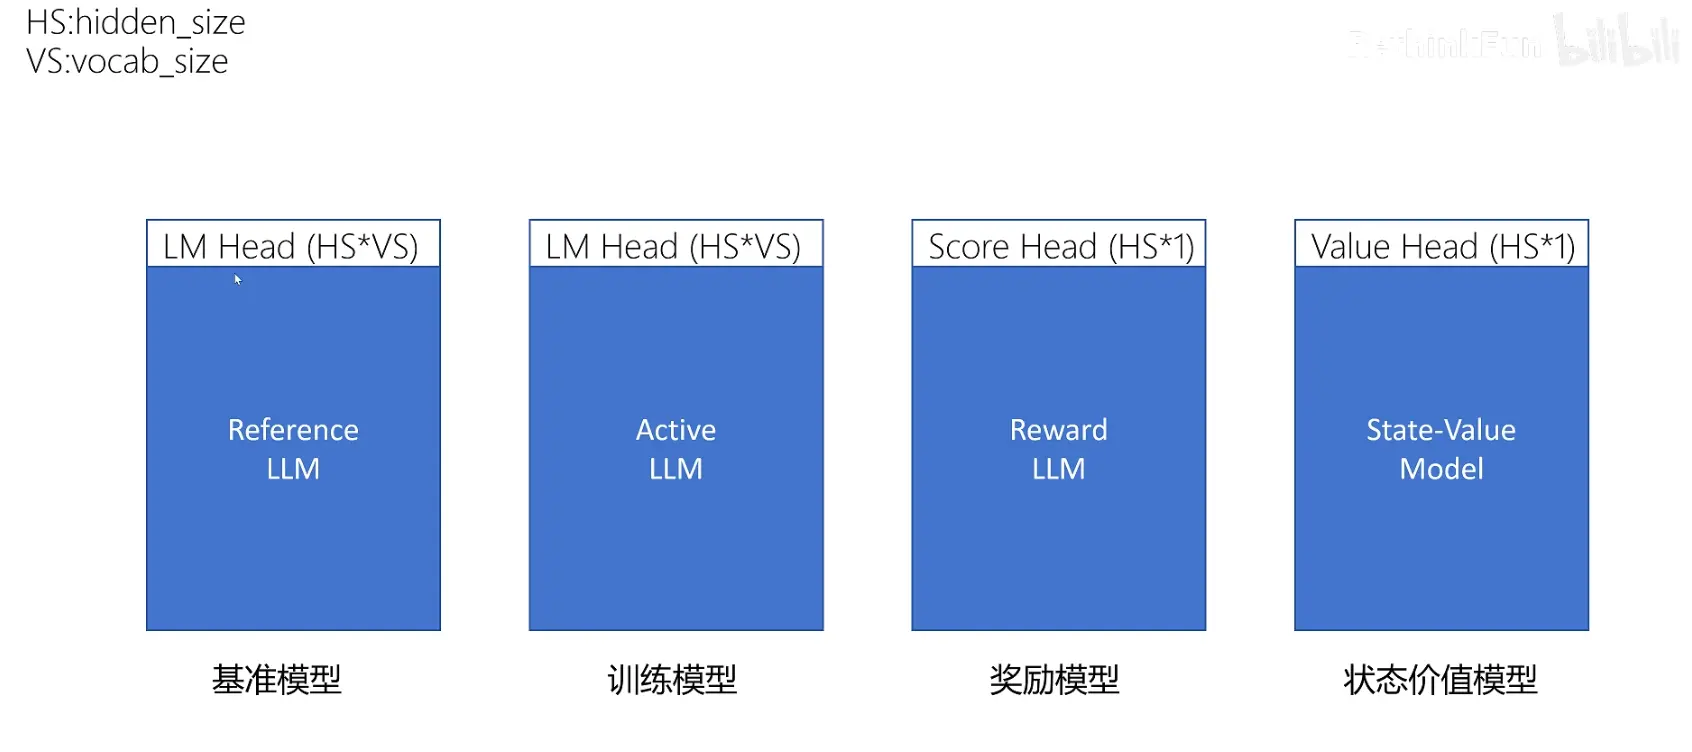 HS:hidden_size
VS:vocab_size
RethinkFun bilibili
LM Head (HS*VS)
LM Head (HS*VS)
Score Head (HS*1)
Value Head (HS*1)
Reference
LLM
Active
LLM
Reward
LLM
State-Value
Model
基准模型
训练模型
奖励模型
状态价值模型